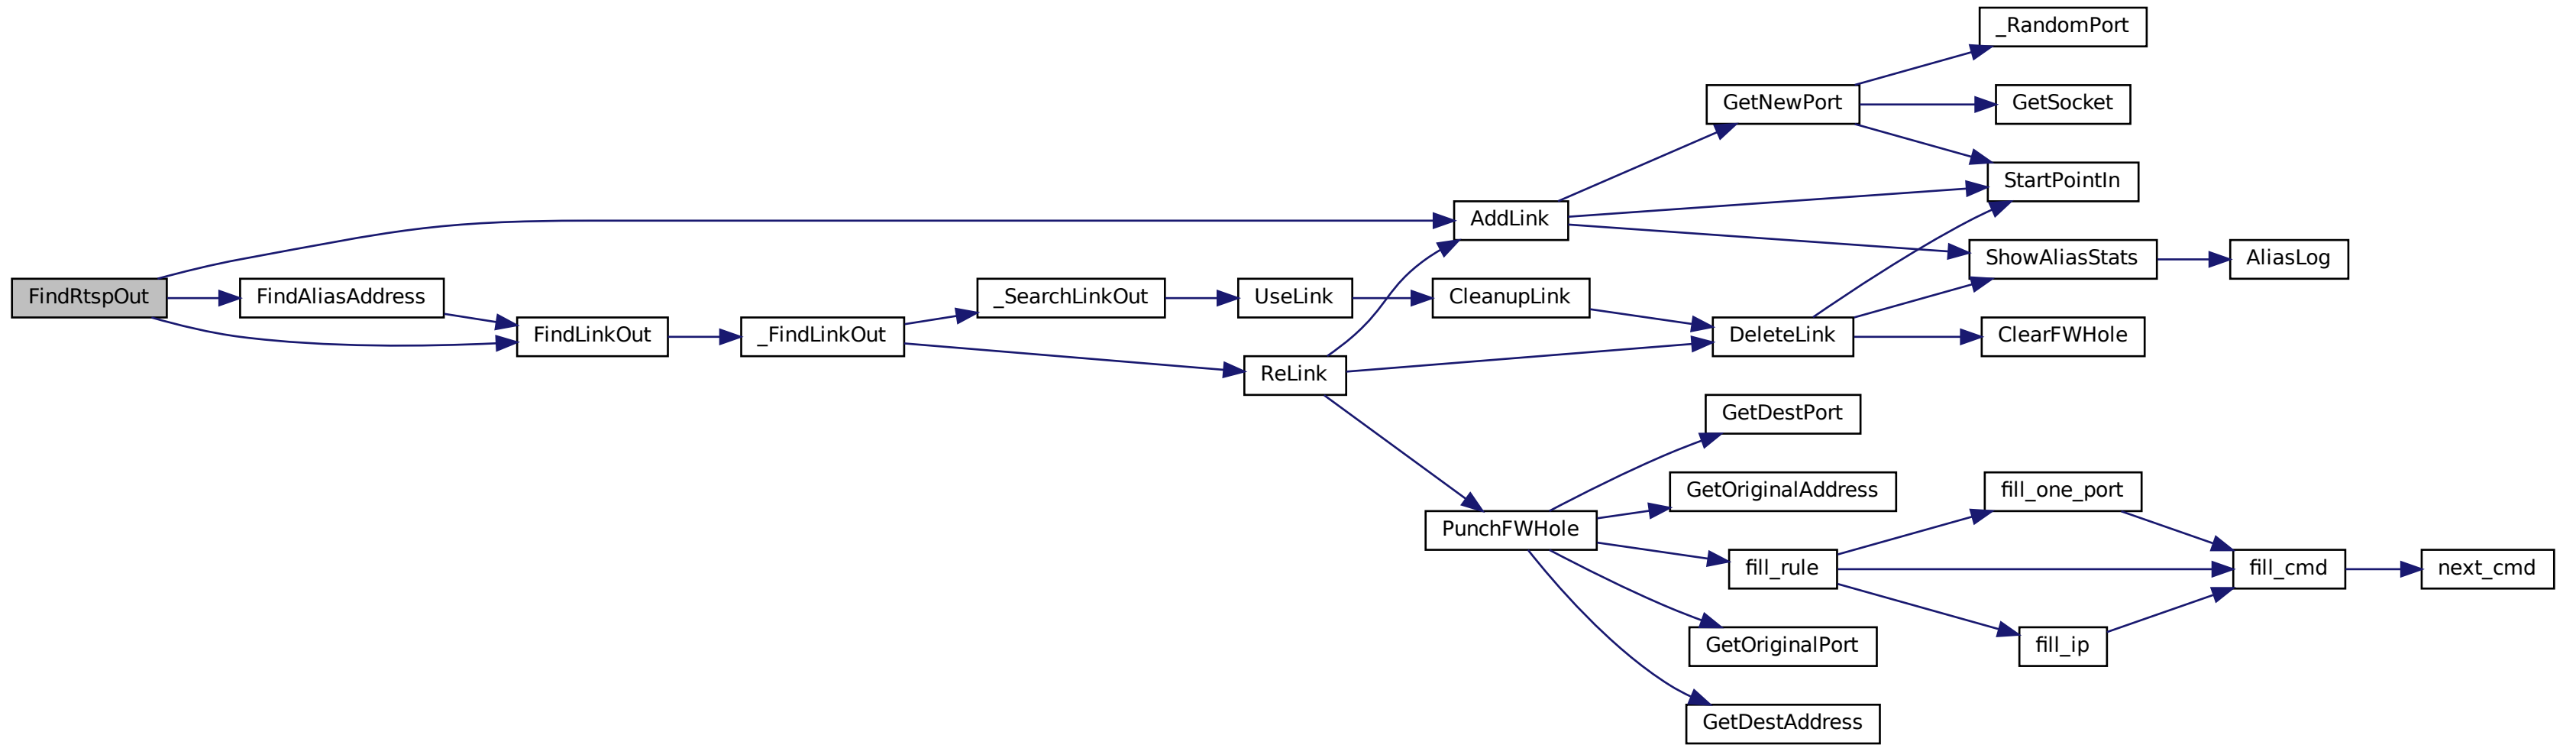 _RandomPort
GetNewPort
GetSocket
StartPointIn
AddLink
ShowAliasStats
AliasLog
FindRtspOut
FindAliasAddress
_SearchLinkOut
UseLink
CleanupLink
FindLinkOut
_FindLinkOut
DeleteLink
ClearFWHole
ReLink
GetDestPort
GetOriginalAddress
fill_one_port
PunchFWHole
fill_rule
fill_cmd
next_cmd
GetOriginalPort
fill_ip
GetDestAddress